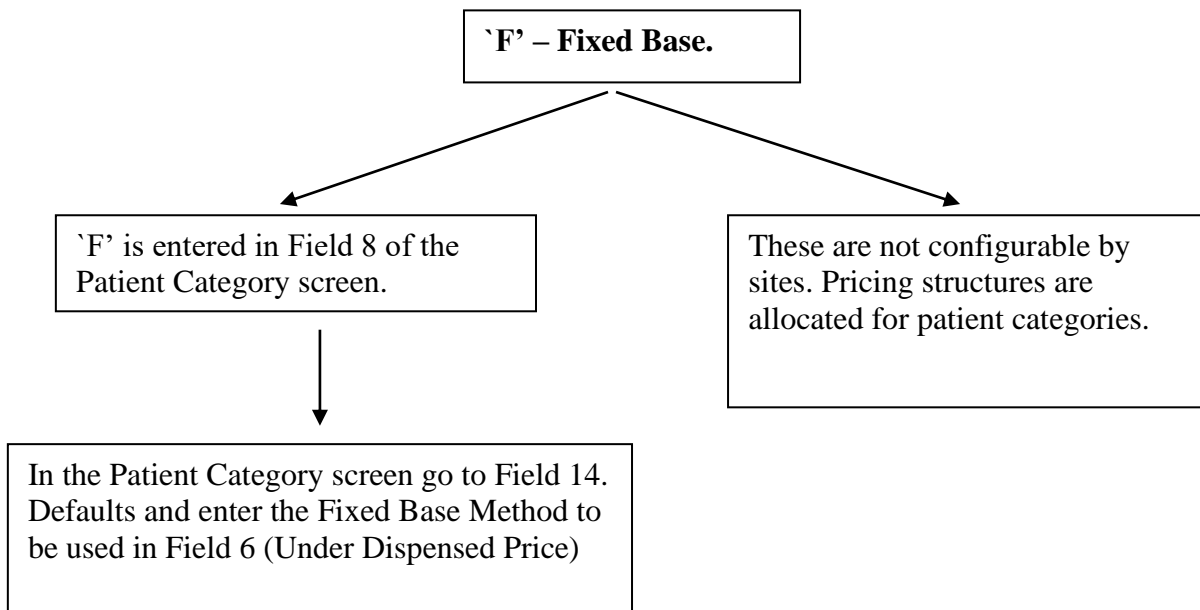 `F’ – Fixed Base.
`F’ is entered in Field 8 of the
Patient Category screen.
These are not configurable by
sites. Pricing structures are
allocated for patient categories.
In the Patient Category screen go to Field 14.
Defaults and enter the Fixed Base Method to
be used in Field 6 (Under Dispensed Price)